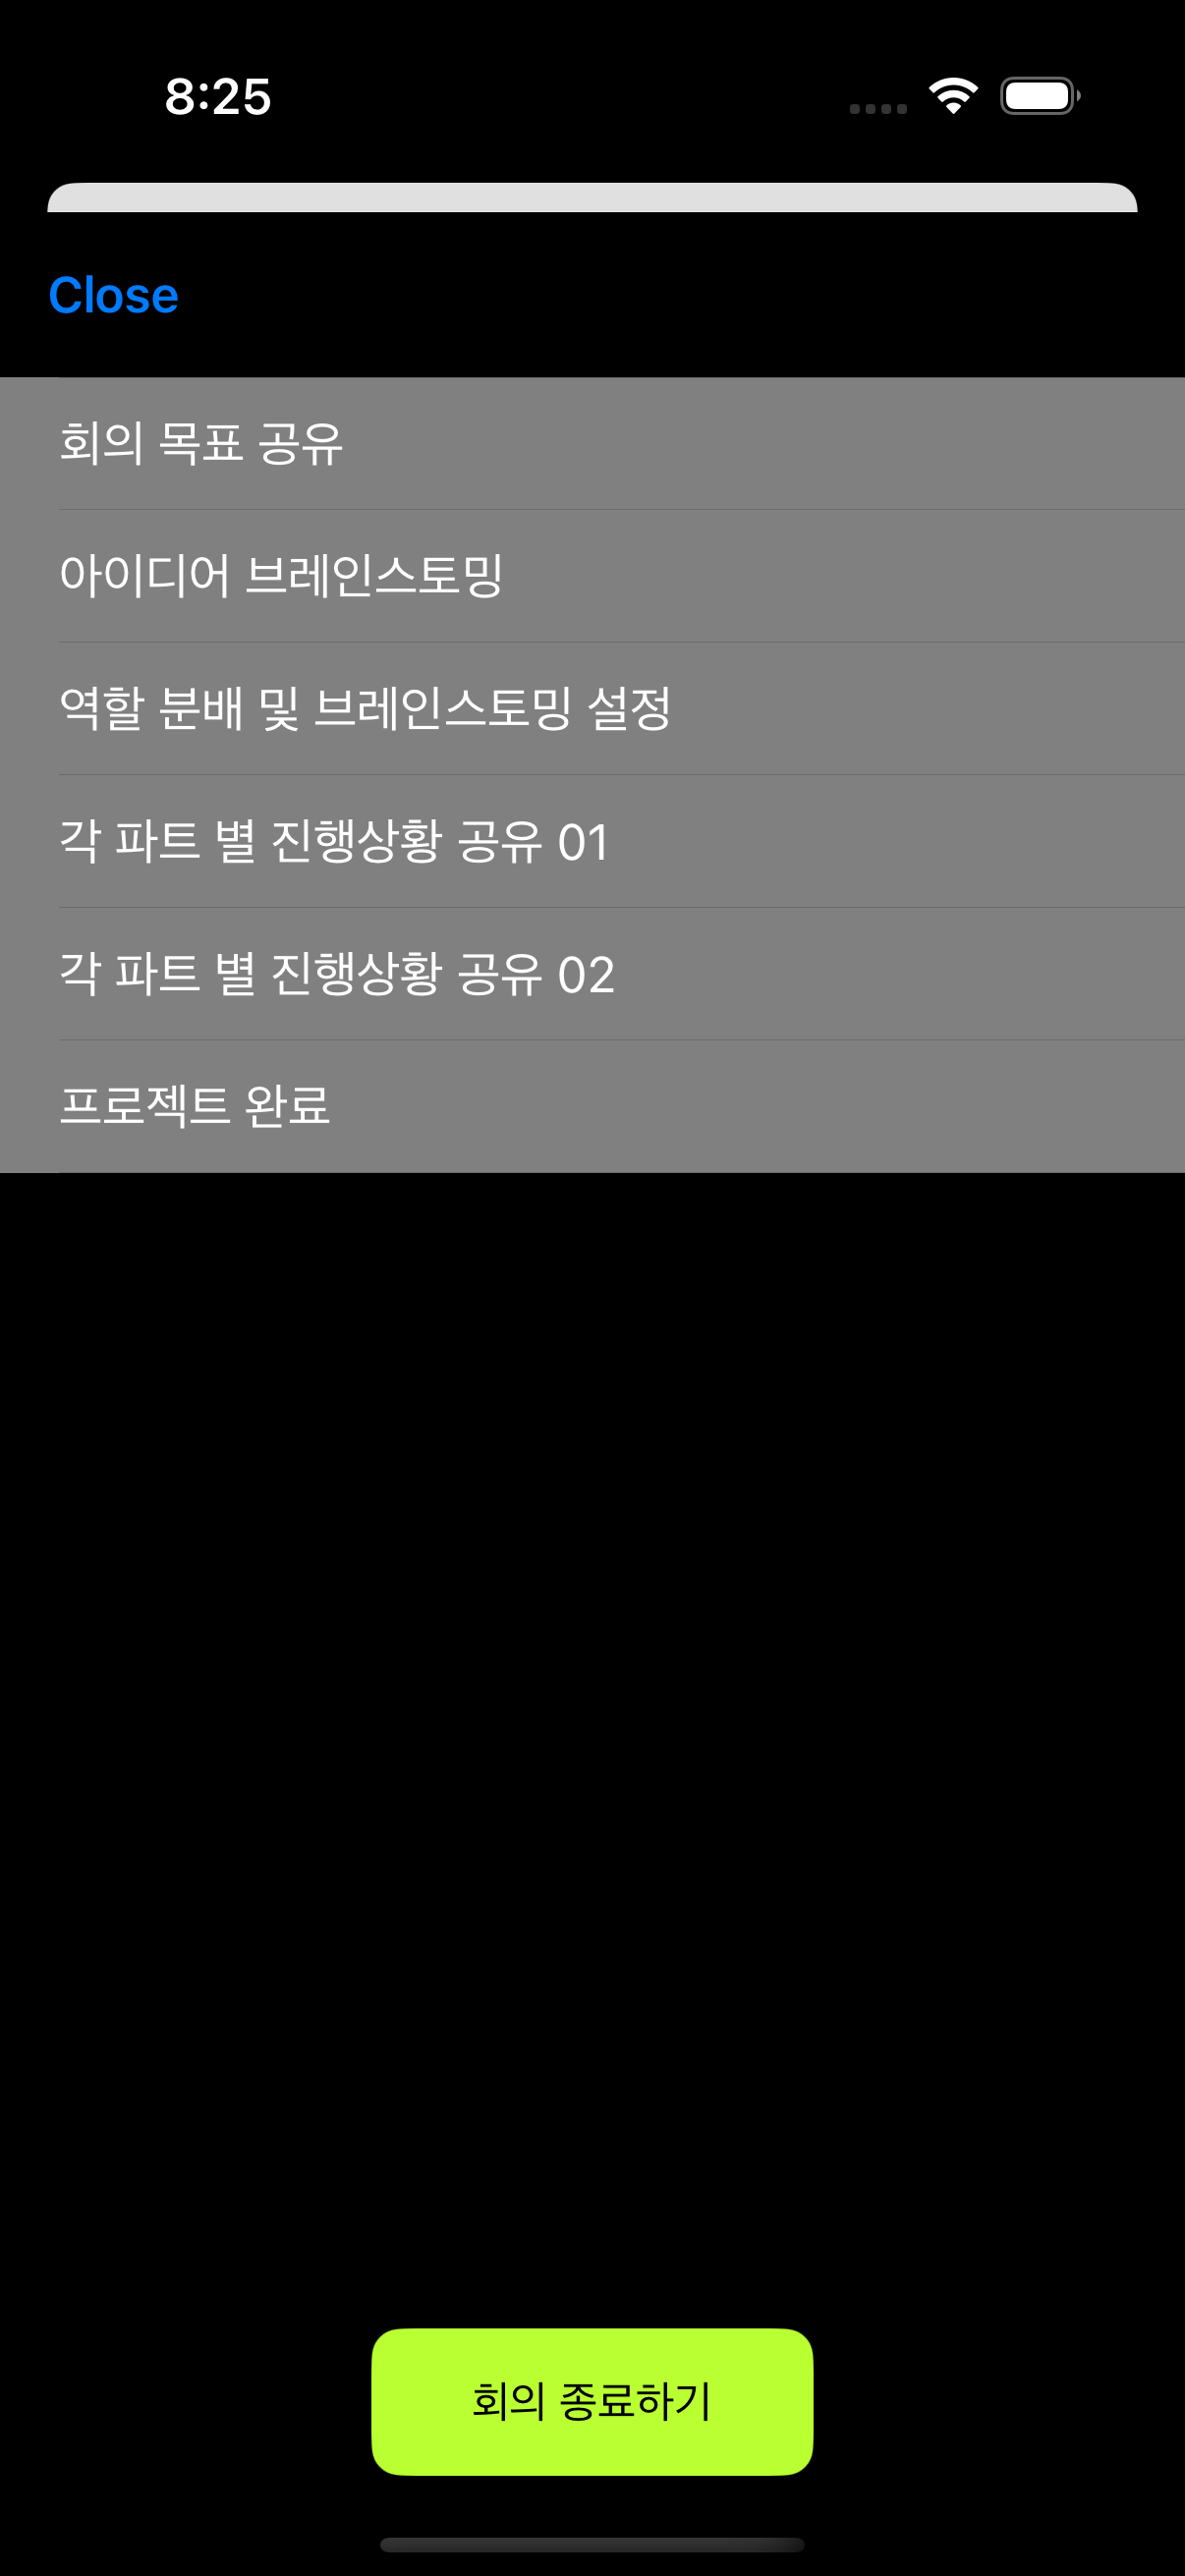 8:25
Close
회의 목표 공유
아이디어 브레인스토밍
역할 분배 및 브레인스토밍 설정
각 파트 별 진행상황 공유 01
각 파트 별 진행상황 공유 02
프로젝트 완료
회의 종료하기